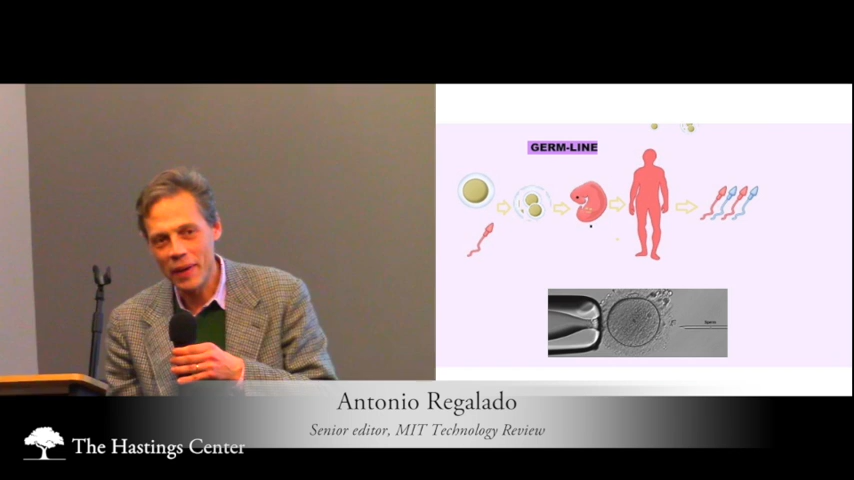 GERM-LINE
Antonio Regalado
Senior editor, MIT Technology Review
The Hastings Center